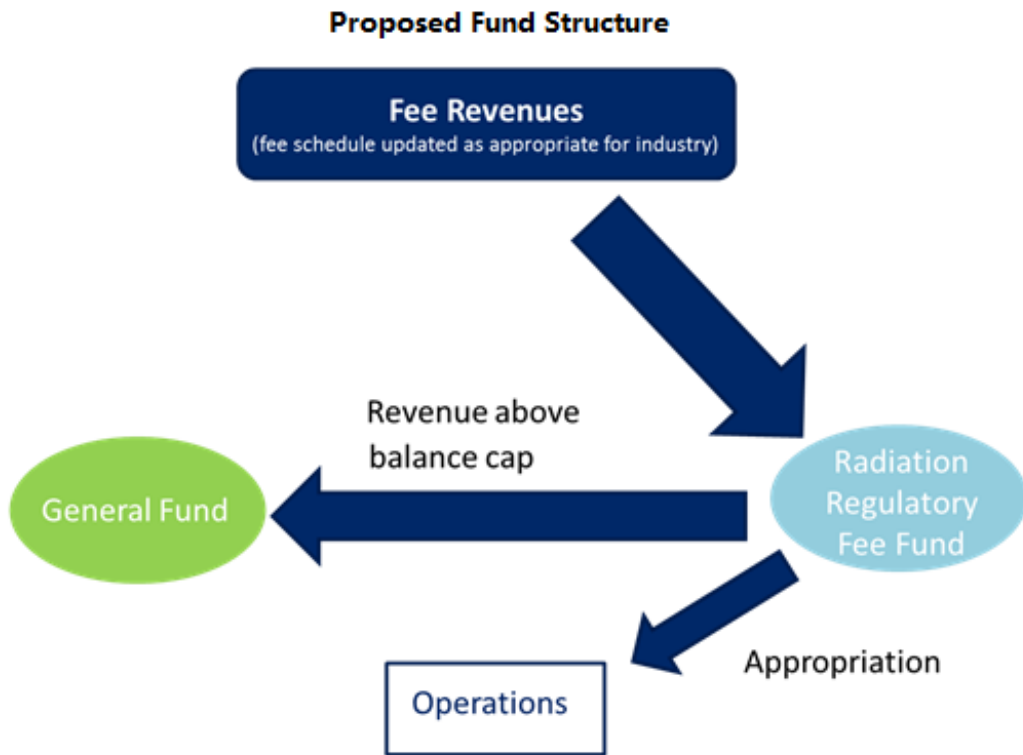 Proposed Fund Structure
Fee Revenues
(fee schedule updated as appropriate for industry)
Revenue above
balance cap
General Fund
Radiation
Regulatory
Fee Fund
Appropriation
Operations